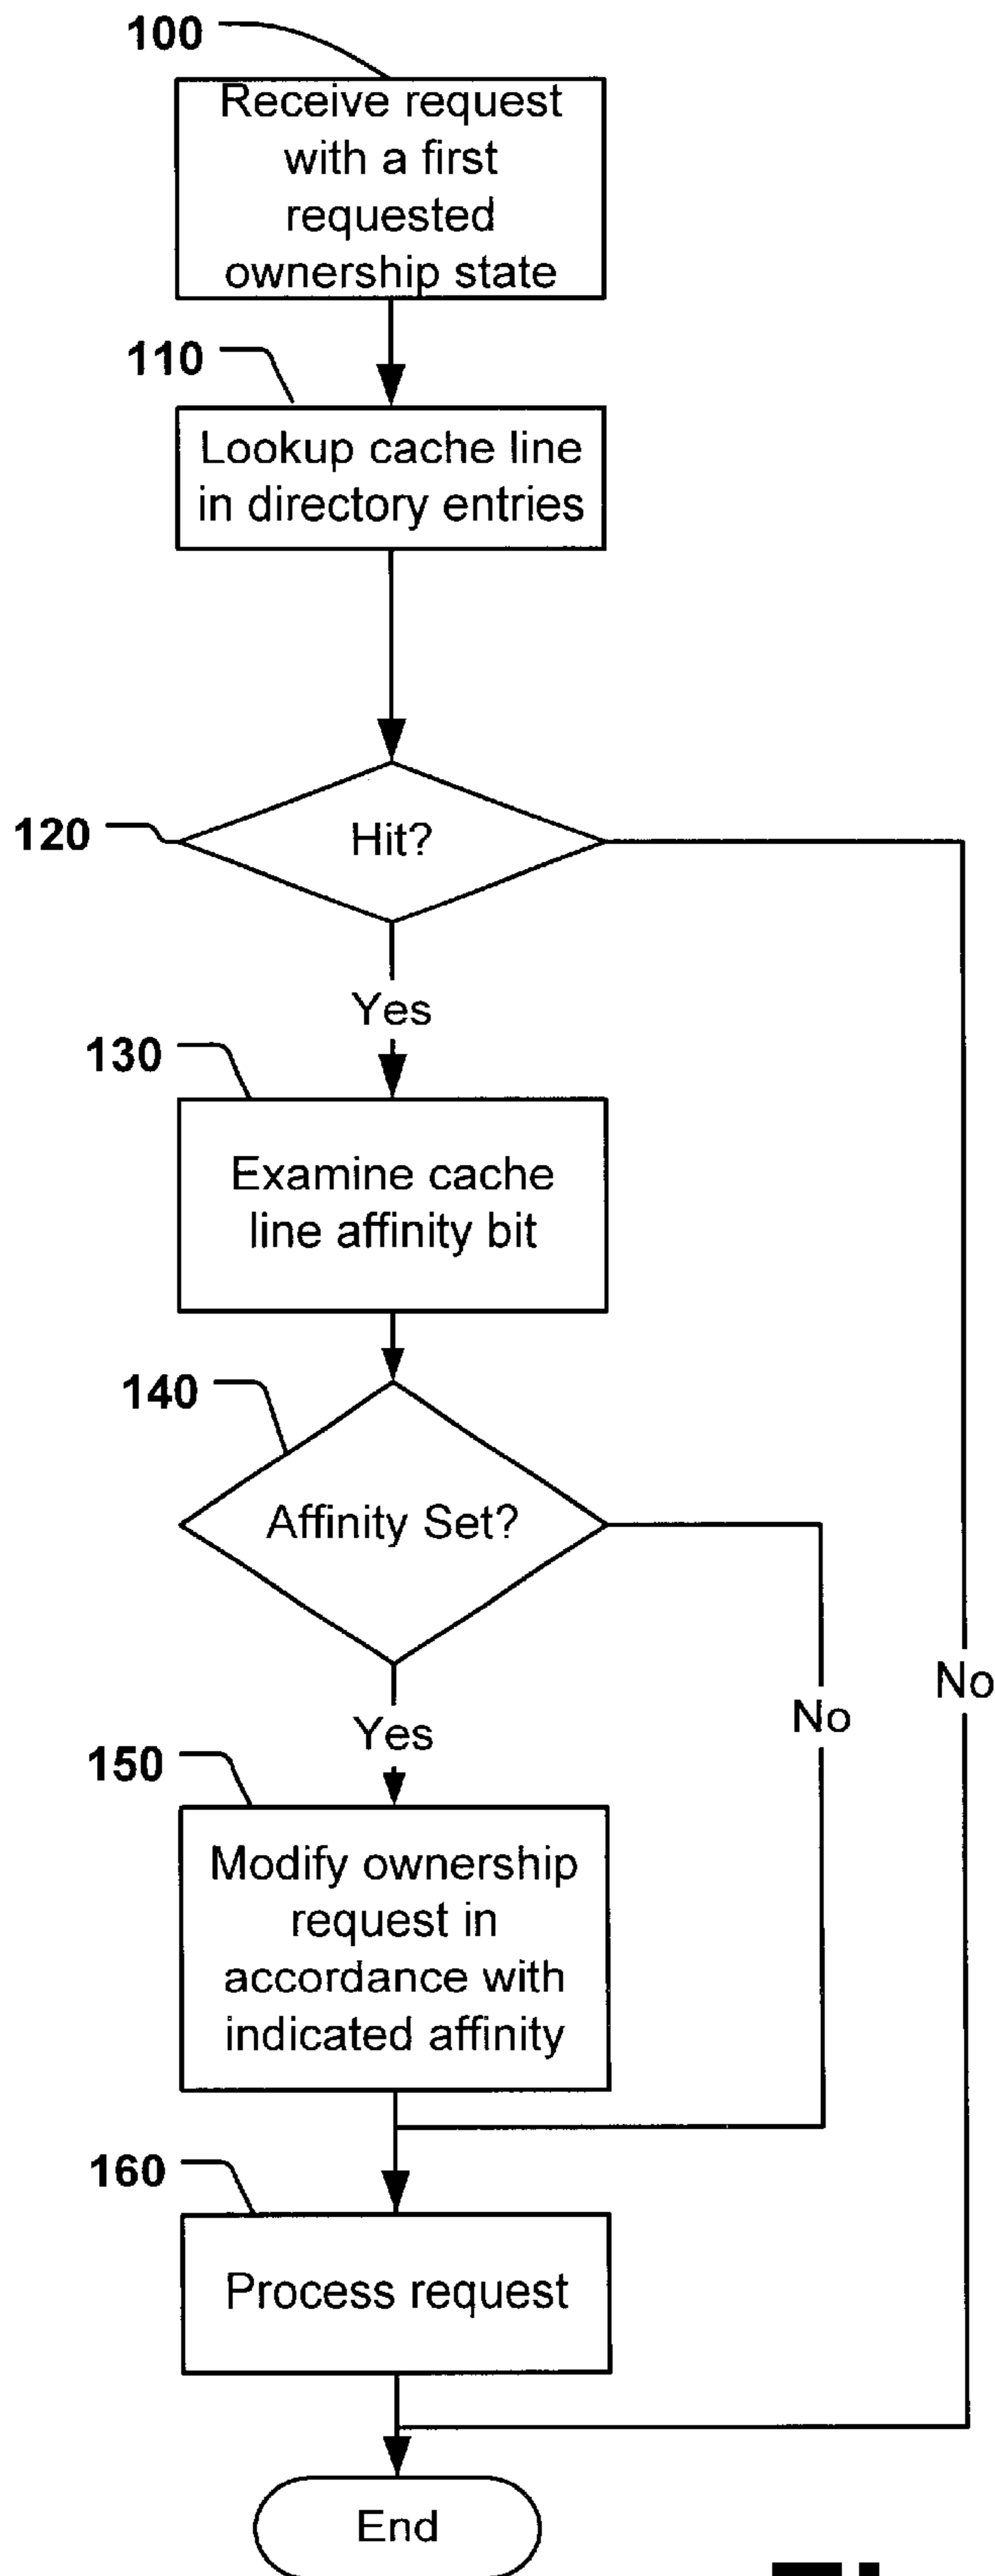 100
Receive request
with a first
requested
ownership state
110
Lookup cache line
in directory entries
120
Hit?
Yes
130
Examine cache
line affinity bit
140
Affinity Set?
No
No
Yes
150
Modify ownership
request in
accordance with
indicated affinity
160
Process request
End